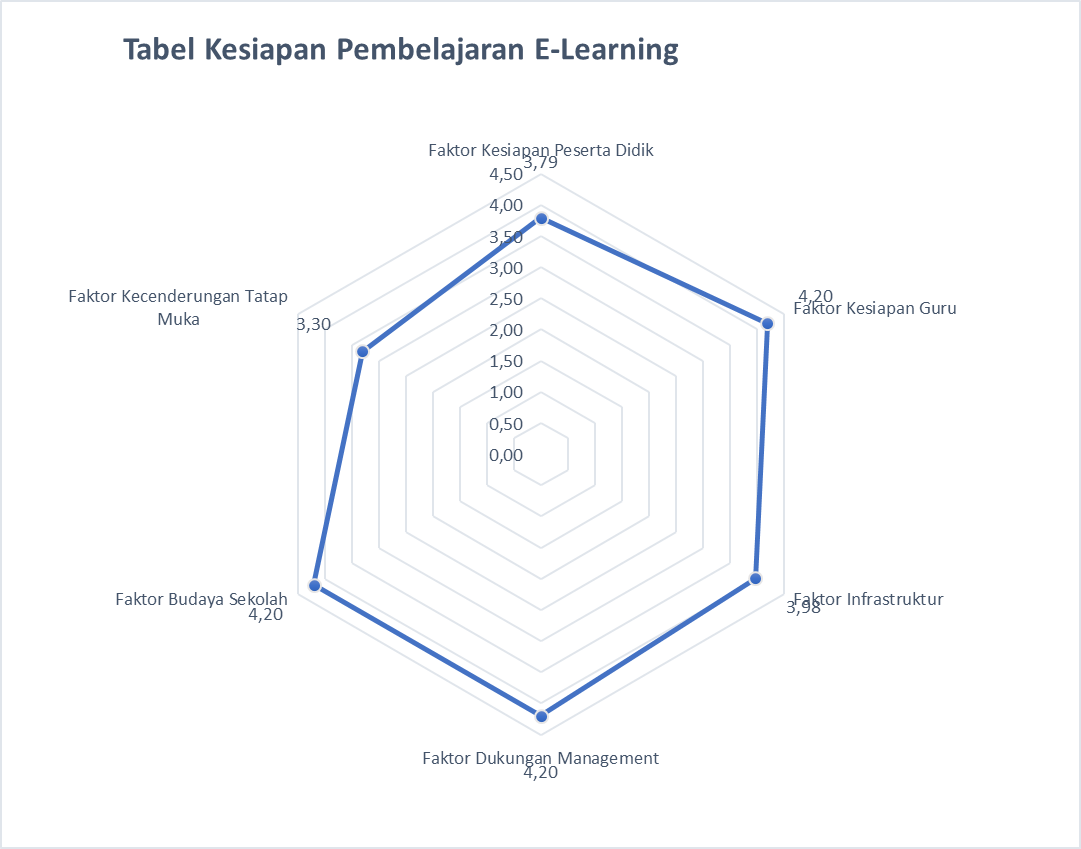 Tabel Kesiapan Pembelajaran E-Learning
Faktor Kesiapan Peserta Didik
3,79
4,50
4,00
3,50
3,00
2,50
2,00
1,50
1,00
0,50
0,00
4,20
Faktor Kesiapan Guru
Faktor Infrastruktur
3,98
Faktor Dukungan Management
4,20
Faktor Budaya Sekolah
4,20
Faktor Kecenderungan Tatap
Muka
3,30